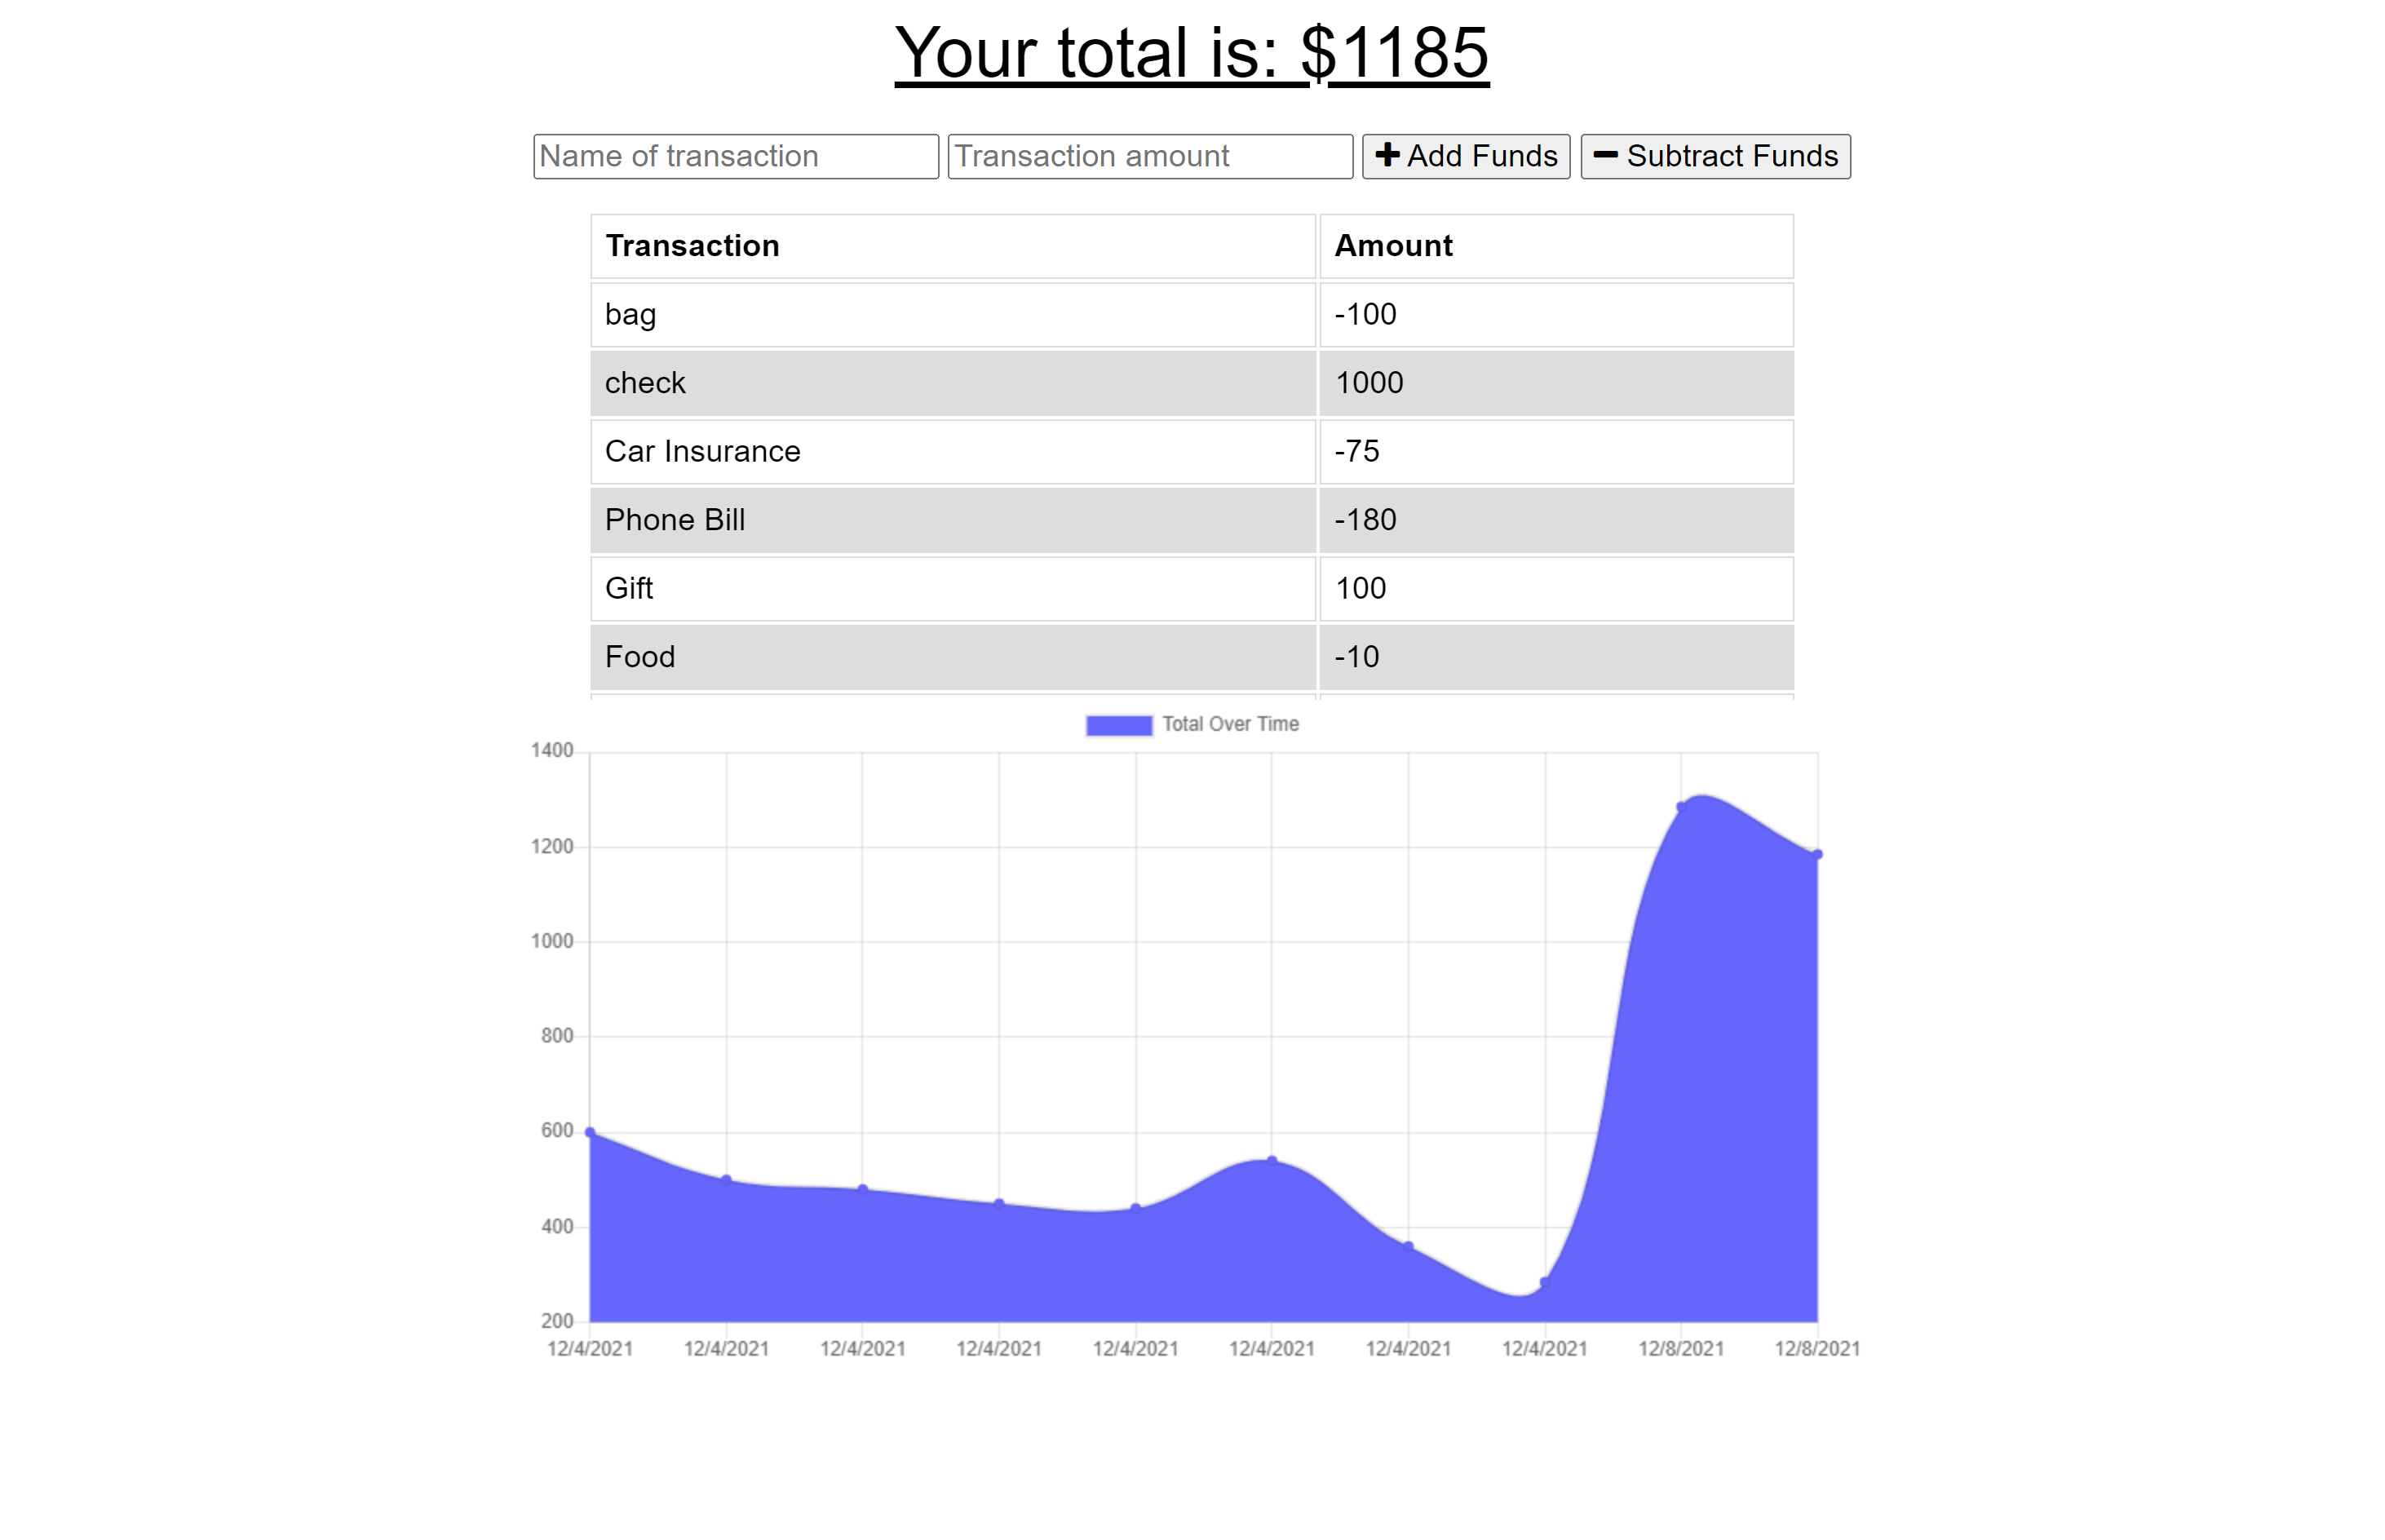 Your total is: $1185
Name of transaction Transaction amount Add Funds Subtract Funds
Transaction Amount
bag -100
check 1000
Car Insurance -75
Phone Bill -180
Gift 100
Food -10
Total Over Time
1400
1200
1000
800
600
400
200
12/4/2021 12/4/2021 12/4/2021 12/4/2021 12/4/2021 12/4/2021 12/4/2021 12/4/2021 12/8/2021 12/8/2021